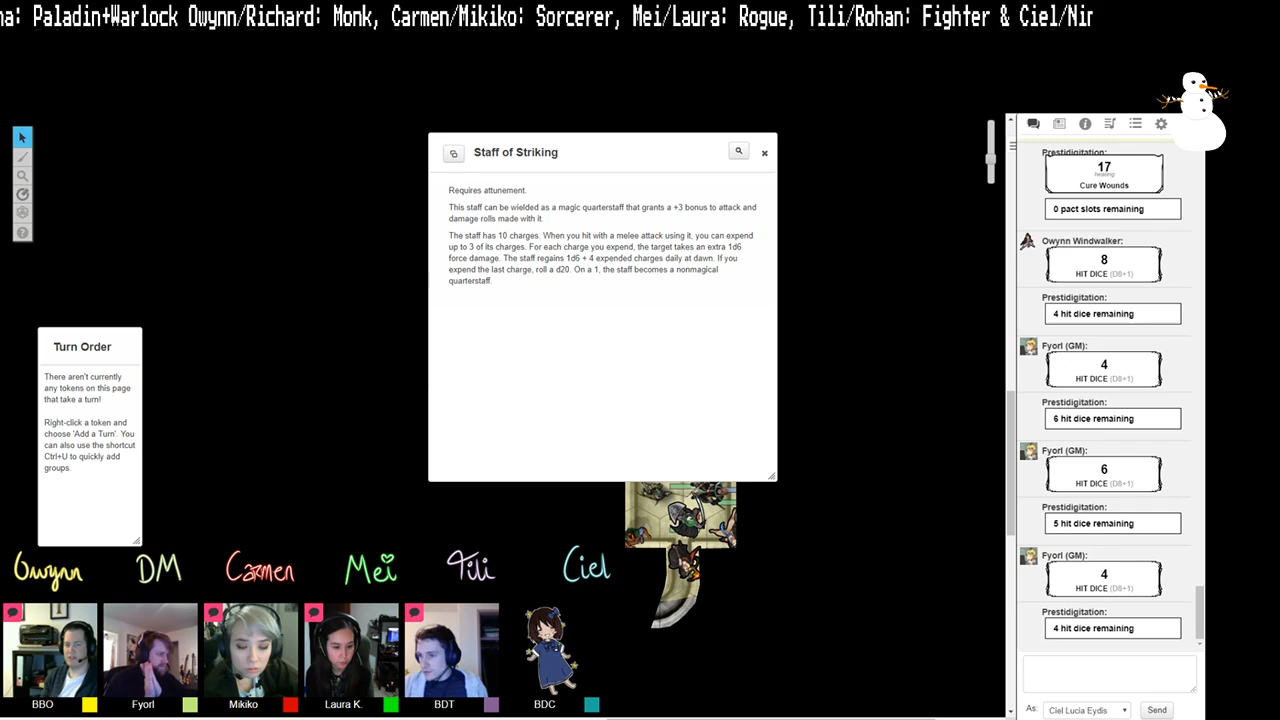 na: Paladin+Warlock Owynn/Richard: Monk, Carmen/Mikiko: Sorcerer, Mei/Laura: Rogue, Tili/Rohan: Fighter & Ciel/Nir
Staff of Striking
Requires attunement.
This staff can be wielded as a magic quarterstaff that grants a +3 bonus to attack and
damage rolls made with it.
The staff has 10 charges. When you hit with a melee attack using it, you can expend
up to 3 of its charges. For each charge you expend, the target takes an extra 1d6
force damage. The staff regains 1d6 + 4 expended charges daily at dawn. If you
expend the last charge, roll a d20. On a 1, the staff becomes a nonmagical
quarterstaff.
Turn Order
There aren't currently
any tokens on this page
that take a turn!
Right-click a token and
choose 'Add a Turn'. You
can also use the shortcut
Ctrl+U to quickly add
groups.
Prestidigitation:
17
healing
Cure Wounds
0 pact slots remaining
Owynn Windwalker:
8
HIT DICE (D8+1)
Prestidigitation:
4 hit dice remaining
Fyorl (GM):
4
HIT DICE (D8+1)
Prestidigitation:
6 hit dice remaining
Fyorl (GM):
6
HIT DICE (D8+1)
Prestidigitation:
5 hit dice remaining
Fyorl (GM):
4
HIT DICE (D8+1)
Prestidigitation:
4 hit dice remaining
As: Ciel Lucia Eydis Send
Owynn DM Carmen Mei Tili Ciel
BBO Fyorl Mikiko Laura K. BDT BDC